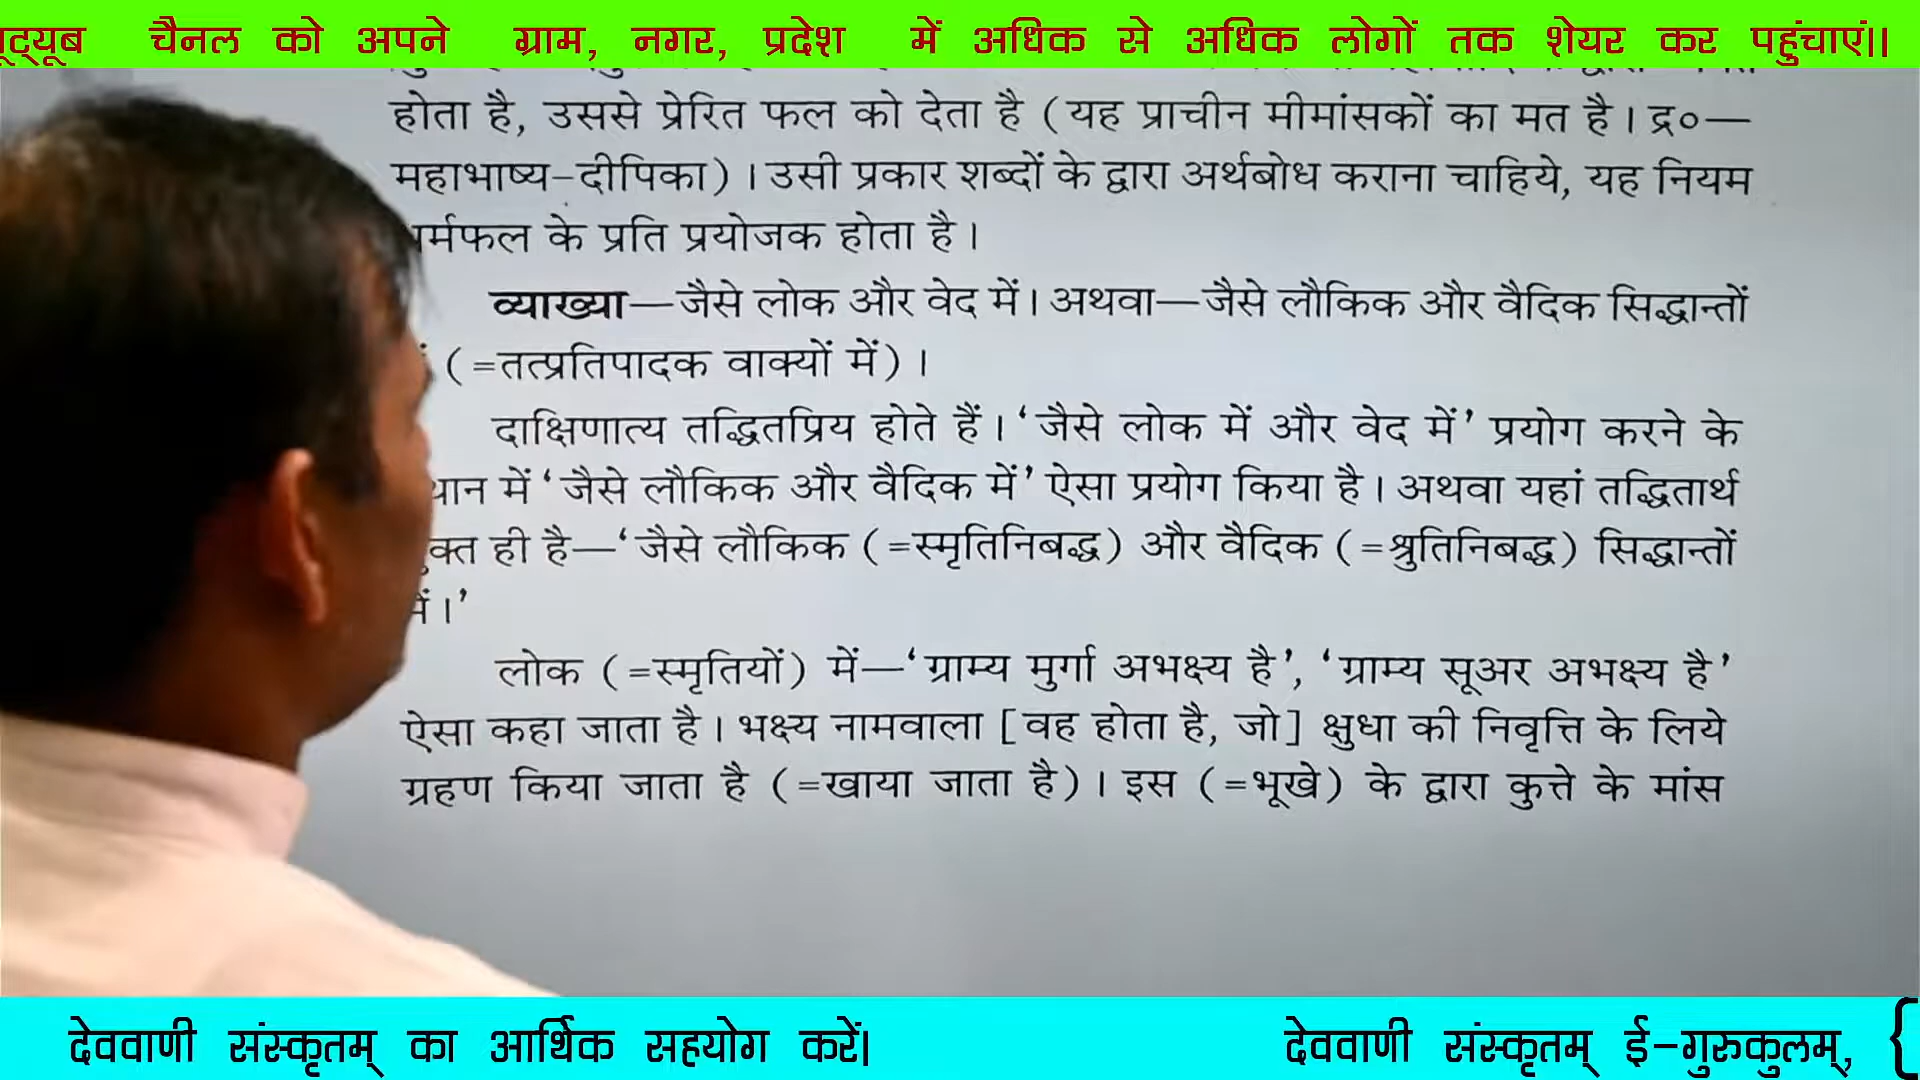 चैनल को अपने ग्राम, नगर, प्रदेश में अधिक से अधिक लोगों तक शेयर कर पहुंचाएं॥
होता है, उससे प्रेरित फल को देता है (यह प्राचीन मीमांसकों का मत है। द्र०—
महाभाष्य-दीपिका)। उसी प्रकार शब्दों के द्वारा अर्थबोध कराना चाहिये, यह नियम
के प्रति प्रयोजक होता है।
व्याख्या—जैसे लोक और वेद में। अथवा—जैसे लौकिक और वैदिक सिद्धान्तों
(=तत्प्रतिपादक वाक्यों में)।
दाक्षिणात्य तद्धितप्रिय होते हैं। ‘जैसे लोक में और वेद में’ प्रयोग करने के
में ‘जैसे लौकिक और वैदिक में’ ऐसा प्रयोग किया है। अथवा यहां तद्धितार्थ
ही है—‘जैसे लौकिक (=स्मृतिनिबद्ध) और वैदिक (=श्रुतिनिबद्ध) सिद्धान्तों
में।’
लोक (=स्मृतियों) में—‘ग्राम्य मुर्गा अभक्ष्य है’, ‘ग्राम्य सूअर अभक्ष्य है’
ऐसा कहा जाता है। भक्ष्य नामवाला [वह होता है, जो] क्षुधा की निवृत्ति के लिये
ग्रहण किया जाता है (=खाया जाता है)। इस (=भूखे) के द्वारा कुत्ते के मांस
देववाणी संस्कृतम् का आर्थिक सहयोग करें। देववाणी संस्कृतम् ई-गुरुकुलम्, {